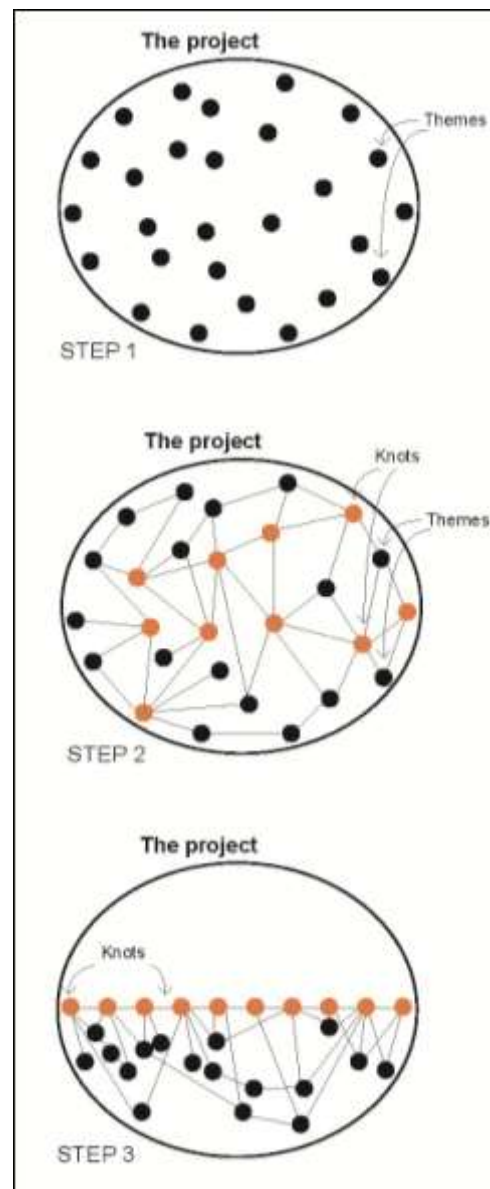 The project
Themes
STEP 1
The project
Knots
Themes
STEP 2
The project
Knots
STEP 3